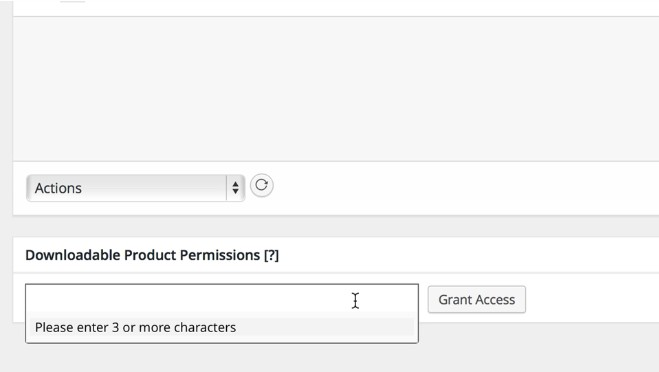 Actions
Downloadable Product Permissions [?]
Grant Access
Please enter 3 or more characters